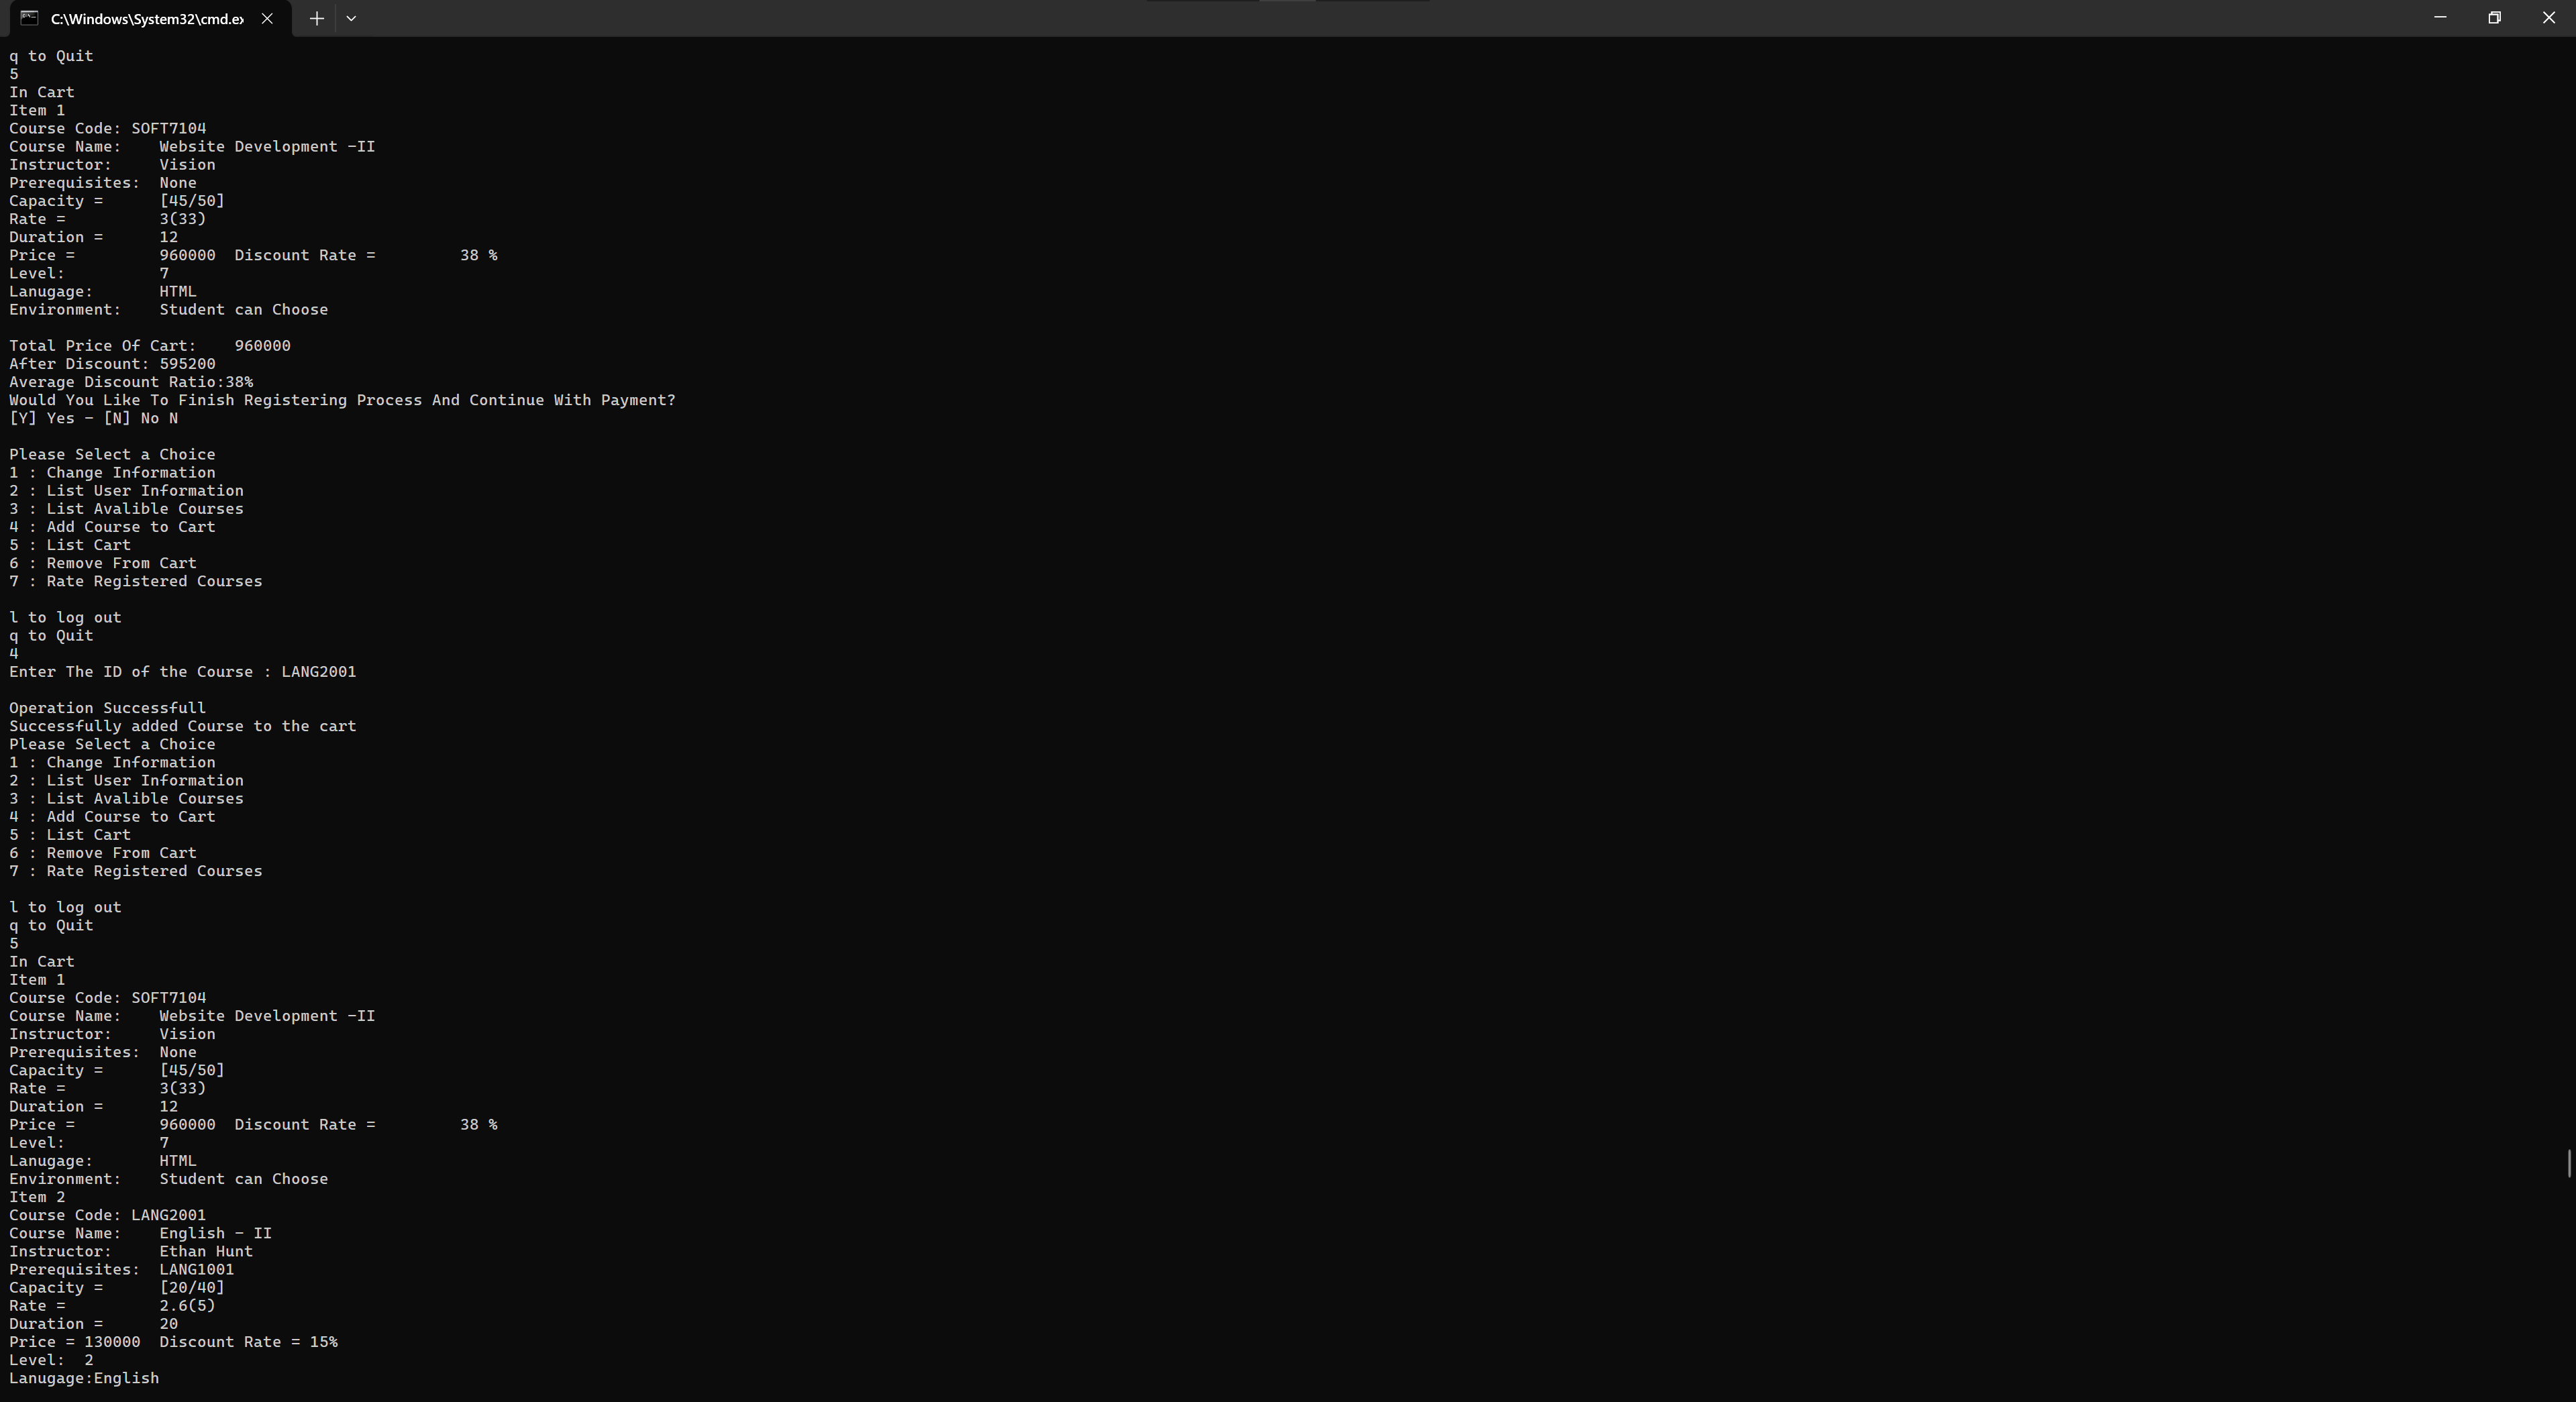 C:\Windows\System32\cmd.ex
q to Quit
5
In Cart
Item 1
Course Code: SOFT7104
Course Name:    Website Development -II
Instructor:     Vision
Prerequisites:  None
Capacity =      [45/50]
Rate =          3(33)
Duration =      12
Price =         960000  Discount Rate =         38 %
Level:          7
Lanugage:       HTML
Environment:    Student can Choose

Total Price Of Cart:    960000
After Discount: 595200
Average Discount Ratio:38%
Would You Like To Finish Registering Process And Continue With Payment?
[Y] Yes - [N] No N

Please Select a Choice
1 : Change Information
2 : List User Information
3 : List Avalible Courses
4 : Add Course to Cart
5 : List Cart
6 : Remove From Cart
7 : Rate Registered Courses

l to log out
q to Quit
4
Enter The ID of the Course : LANG2001

Operation Successfull
Successfully added Course to the cart
Please Select a Choice
1 : Change Information
2 : List User Information
3 : List Avalible Courses
4 : Add Course to Cart
5 : List Cart
6 : Remove From Cart
7 : Rate Registered Courses

l to log out
q to Quit
5
In Cart
Item 1
Course Code: SOFT7104
Course Name:    Website Development -II
Instructor:     Vision
Prerequisites:  None
Capacity =      [45/50]
Rate =          3(33)
Duration =      12
Price =         960000  Discount Rate =         38 %
Level:          7
Lanugage:       HTML
Environment:    Student can Choose
Item 2
Course Code: LANG2001
Course Name:    English - II
Instructor:     Ethan Hunt
Prerequisites:  LANG1001
Capacity =      [20/40]
Rate =          2.6(5)
Duration =      20
Price = 130000  Discount Rate = 15%
Level:  2
Lanugage:English